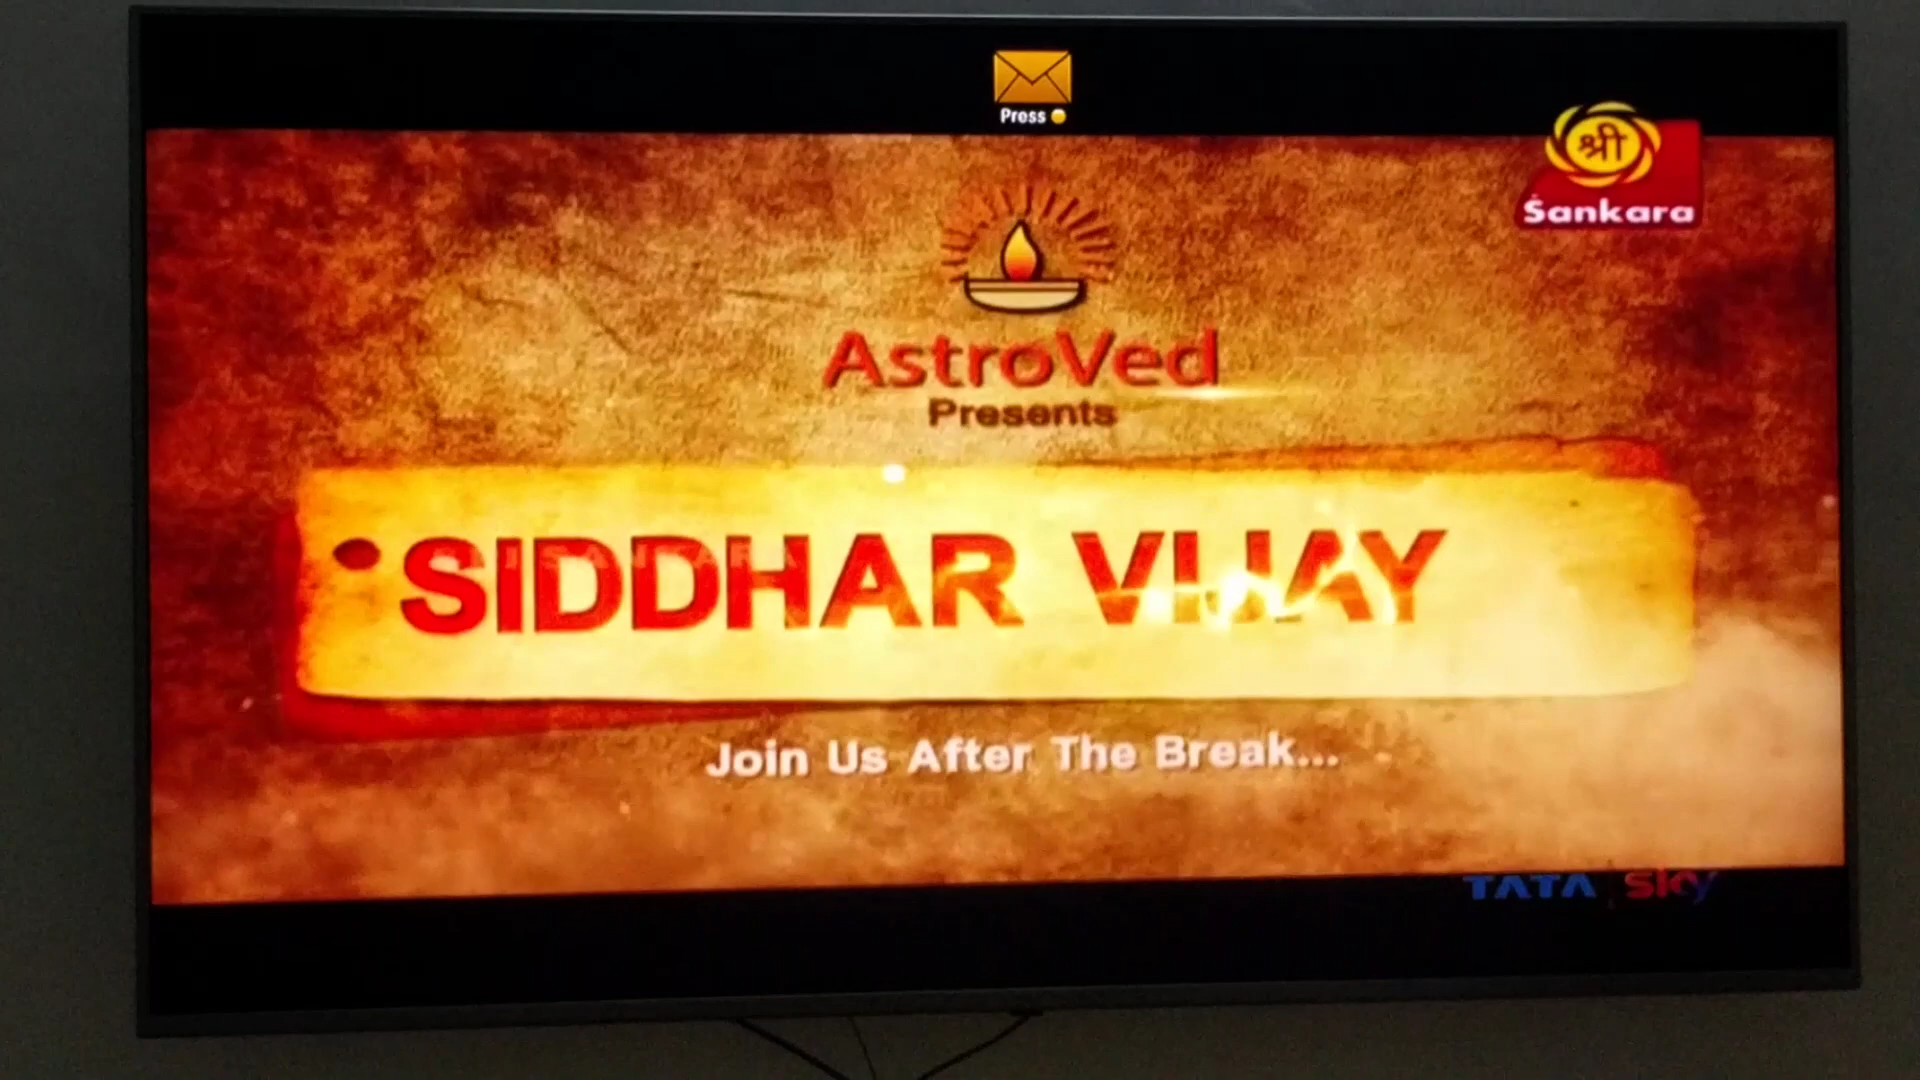 Press
श्री
Sankara
AstroVed
Presents
SIDDHAR VIJAY
Join Us After The Break...
TATA sky